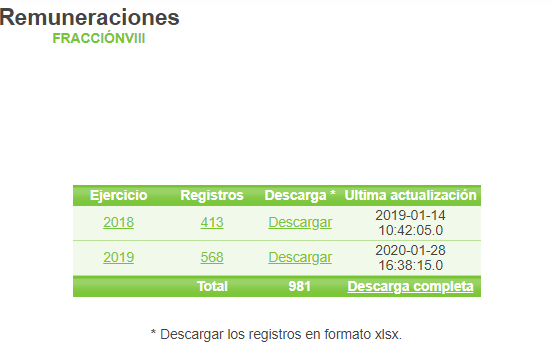 Remuneraciones
FRACCIÓNVIII
Ejercicio Registros Descarga * Ultima actualización
2018 413 Descargar 2019-01-14
10:42:05.0
2019 568 Descargar 2020-01-28
16:38:15.0
Total 981 Descarga completa
* Descargar los registros en formato xlsx.